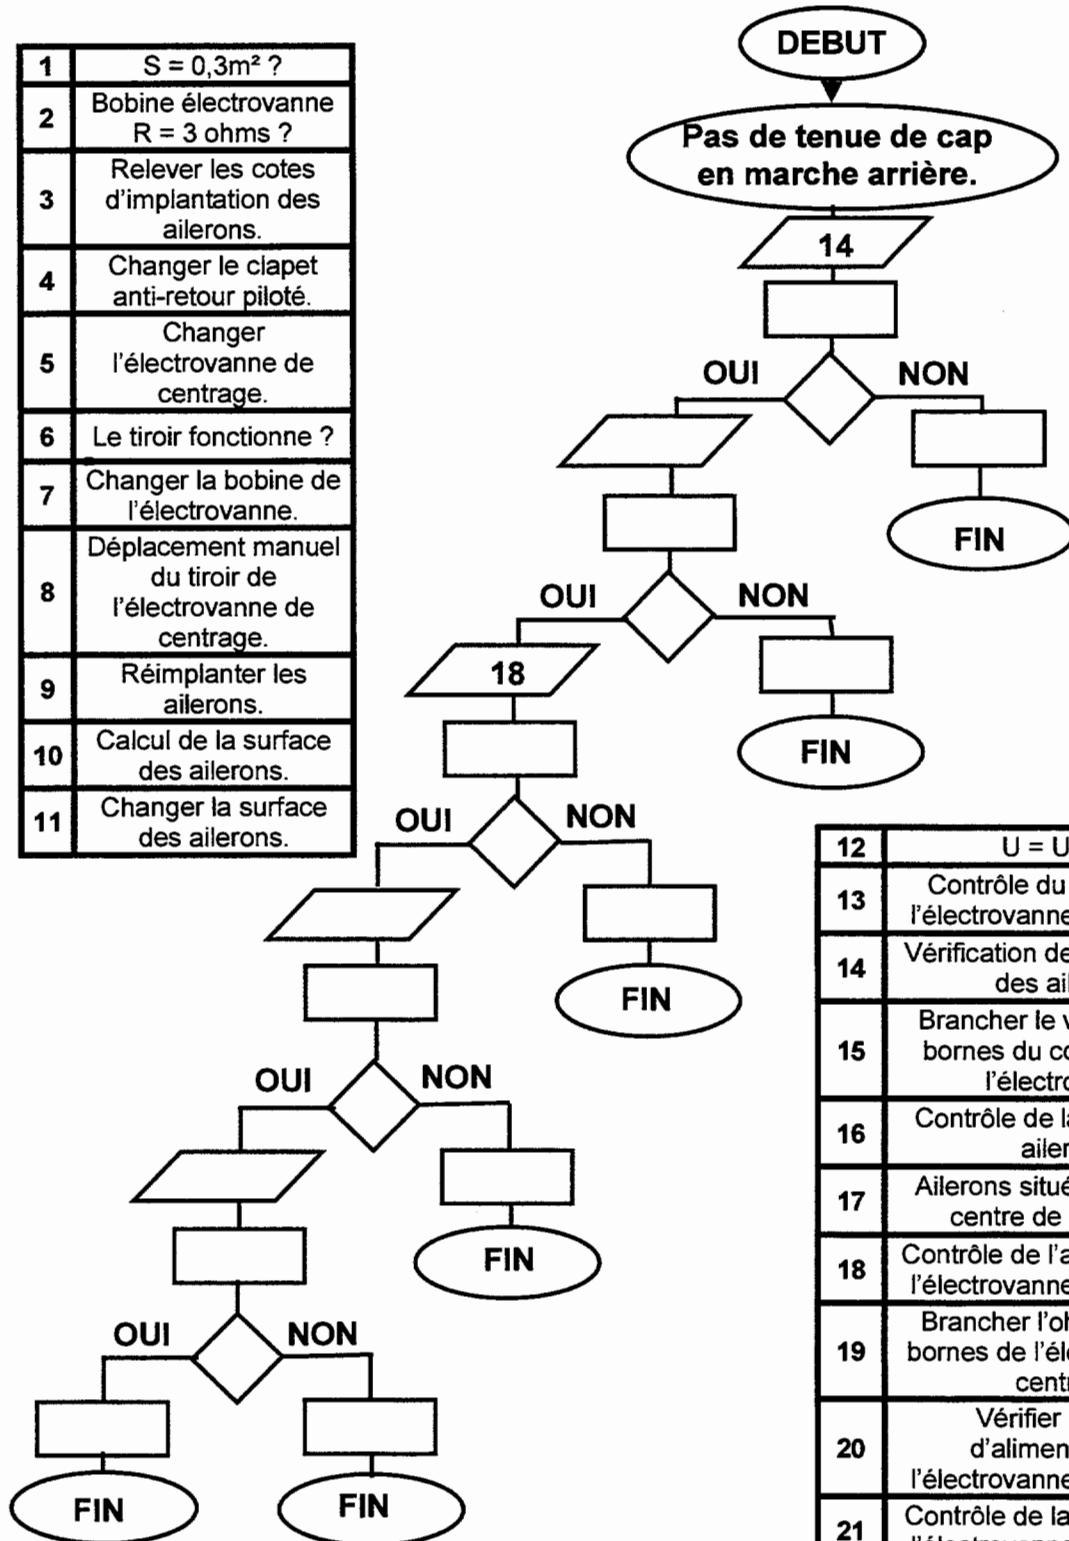 1
S = 0,3m² ?
2
Bobine électrovanne
R = 3 ohms ?
3
Relever les cotes
d'implantation des
ailerons.
4
Changer le clapet
anti-retour piloté.
5
Changer
l'électrovanne de
centrage.
6
Le tiroir fonctionne ?
7
Changer la bobine de
l'électrovanne.
8
Déplacement manuel
du tiroir de
l'électrovanne de
centrage.
9
Réimplanter les
ailerons.
10
Calcul de la surface
des ailerons.
11
Changer la surface
des ailerons.
DEBUT
Pas de tenue de cap
en marche arrière.
14
OUI
NON
FIN
OUI
NON
18
FIN
OUI
NON
FIN
OUI
NON
FIN
OUI
NON
FIN
FIN
12
U = U
13
Contrôle du
l'électrovanne
14
Vérification de
des ail
15
Brancher le v
bornes du co
l'électro
16
Contrôle de la
ailer
17
Ailerons situé
centre de
18
Contrôle de l'a
l'électrovanne
19
Brancher l'oh
bornes de l'éle
centr
20
Vérifier
d'alimen
l'électrovanne
21
Contrôle de la